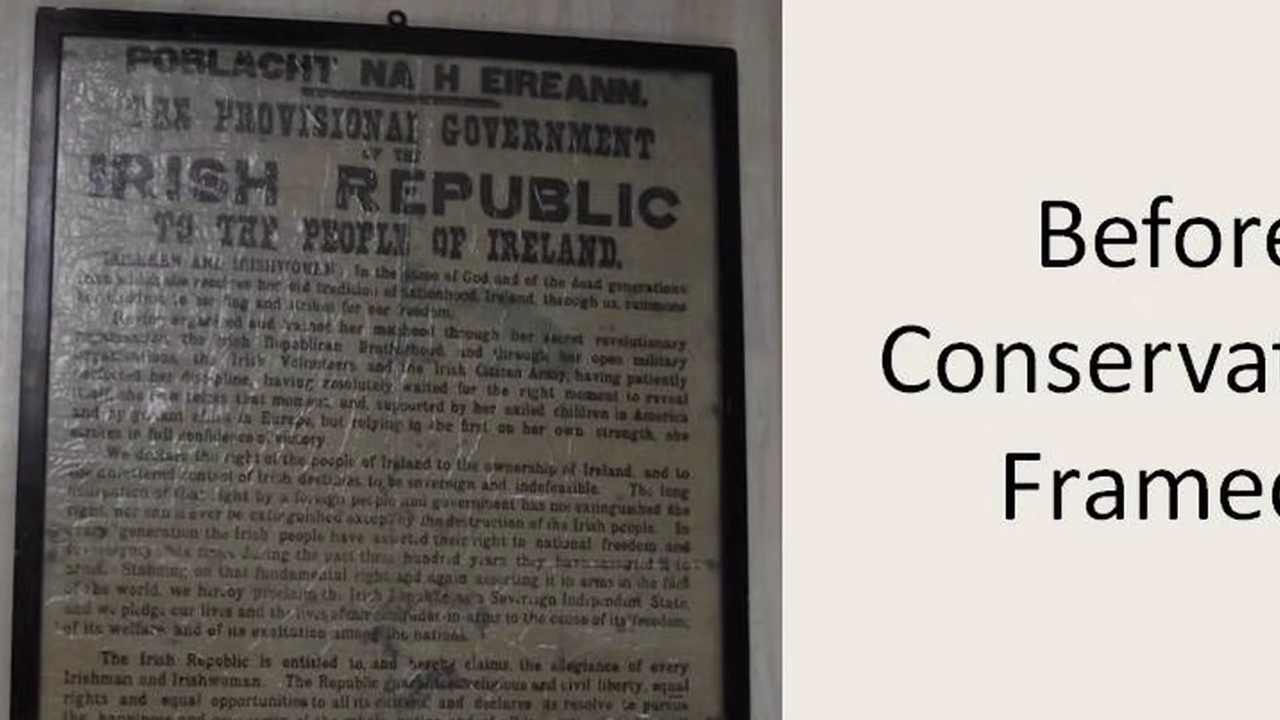 POBLACHT NA H EIREANN.
THE PROVISIONAL GOVERNMENT
OF THE
IRISH REPUBLIC
TO THE PEOPLE OF IRELAND.
IRISHMEN AND IRISHWOMEN: In the name of God and of the dead generations
from which she receives her old tradition of nationhood, Ireland, through us, summons
her children to her flag and strikes for her freedom.
Having organised and trained her manhood through her secret revolutionary
organisation, the Irish Republican Brotherhood, and through her open military
organisations, the Irish Volunteers and the Irish Citizen Army, having patiently
perfected her discipline, having resolutely waited for the right moment to reveal
itself, she now seizes that moment, and, supported by her exiled children in America
and by gallant allies in Europe, but relying in the first on her own strength, she
strikes in full confidence of victory.
We declare the right of the people of Ireland to the ownership of Ireland, and to
the unfettered control of Irish destinies, to be sovereign and indefeasible. The long
usurpation of that right by a foreign people and government has not extinguished the
right, nor can it ever be extinguished except by the destruction of the Irish people. In
every generation the Irish people have asserted their right to national freedom and
sovereignty; six times during the past three hundred years they have asserted it in
arms. Standing on that fundamental right and again asserting it in arms in the face
of the world, we hereby proclaim the Irish Republic as a Sovereign Independent State,
and we pledge our lives and the lives of our comrades-in-arms to the cause of its freedom,
of its welfare, and of its exaltation among the nations.
The Irish Republic is entitled to, and hereby claims, the allegiance of every
Irishman and Irishwoman. The Republic guarantees religious and civil liberty, equal
rights and equal opportunities to all its citizens, and declares its resolve to pursue
Before
Conservat
Framed